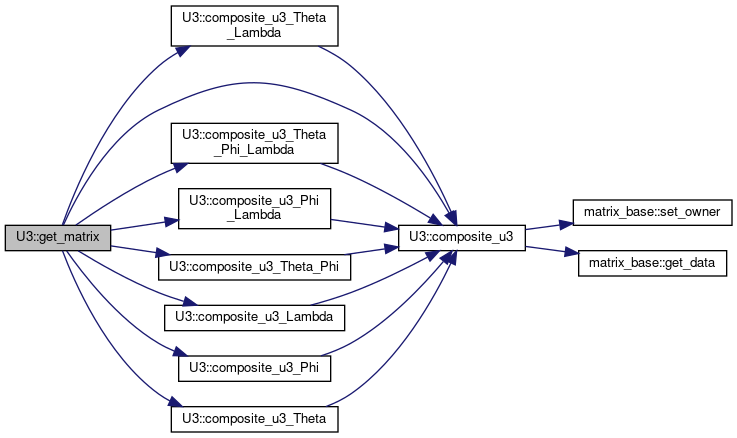 U3::composite_u3_Theta
_Lambda
U3::composite_u3_Theta
_Phi_Lambda
U3::composite_u3_Phi
_Lambda
matrix_base::set_owner
U3::get_matrix
U3::composite_u3
U3::composite_u3_Theta_Phi
matrix_base::get_data
U3::composite_u3_Lambda
U3::composite_u3_Phi
U3::composite_u3_Theta